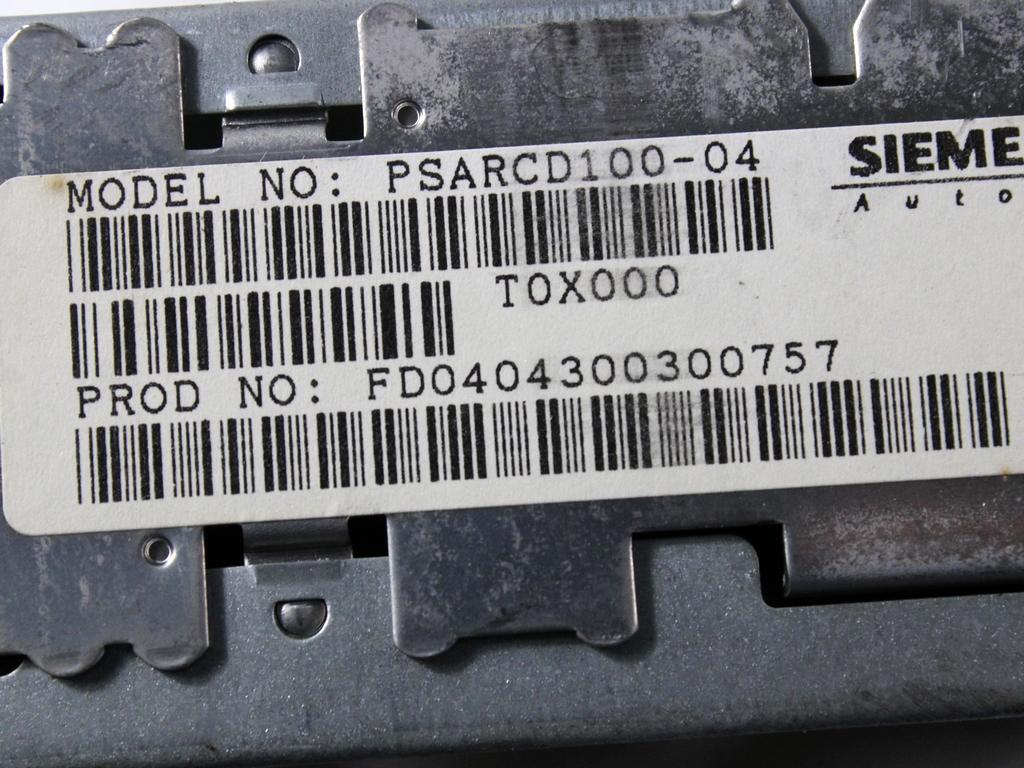 MODEL NO: PSARCD100-04
SIEME
Auto
T0X000
PROD NO: FD0404300300757